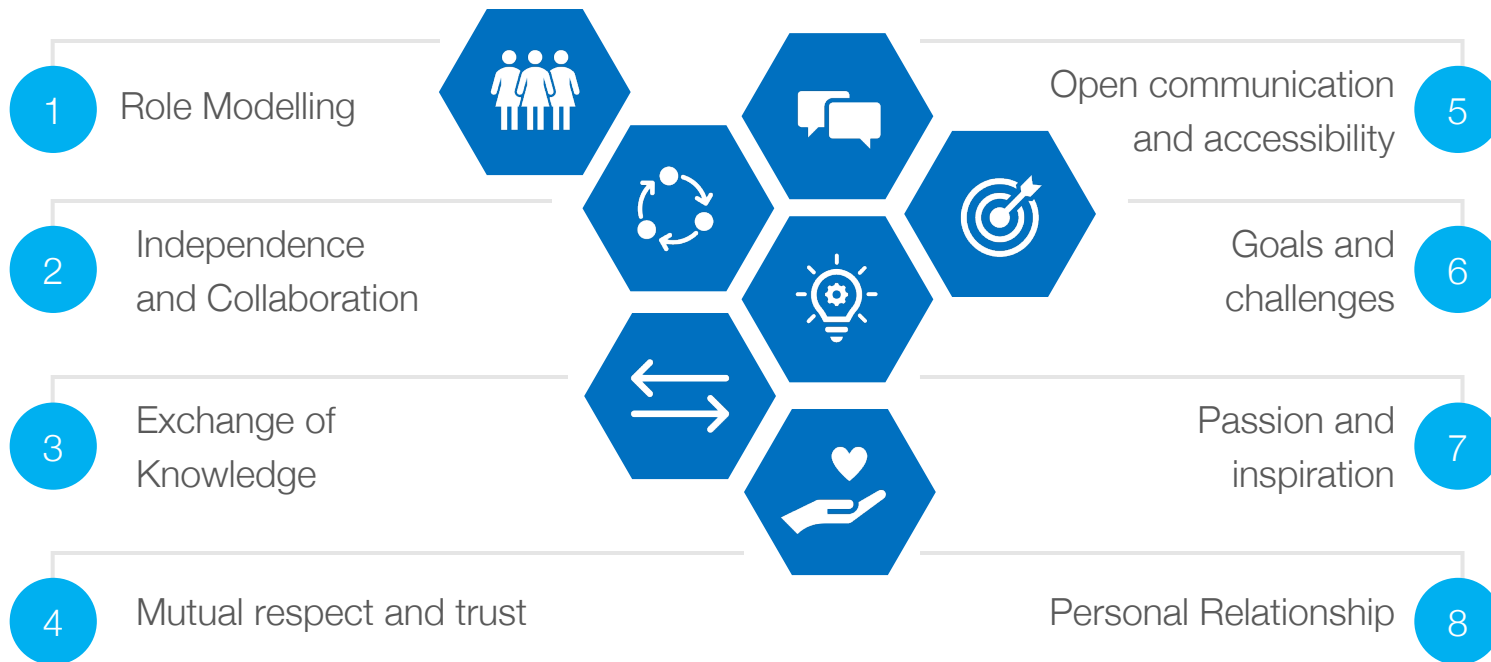 1
Role Modelling
2
Independence
and Collaboration
3
Exchange of
Knowledge
4
Mutual respect and trust
Open communication
and accessibility
5
Goals and
challenges
6
Passion and
inspiration
7
Personal Relationship
8